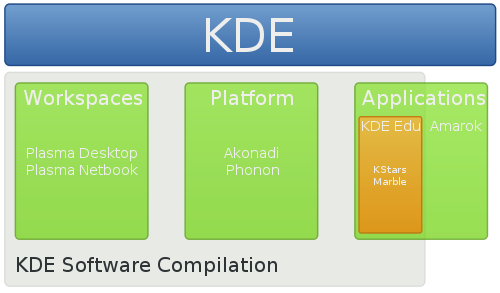 KDE
Workspaces
Plasma Desktop
Plasma Netbook
Platform
Akonadi
Phonon
Applications
KDE Edu
KStars
Marble
Amarok
KDE Software Compilation